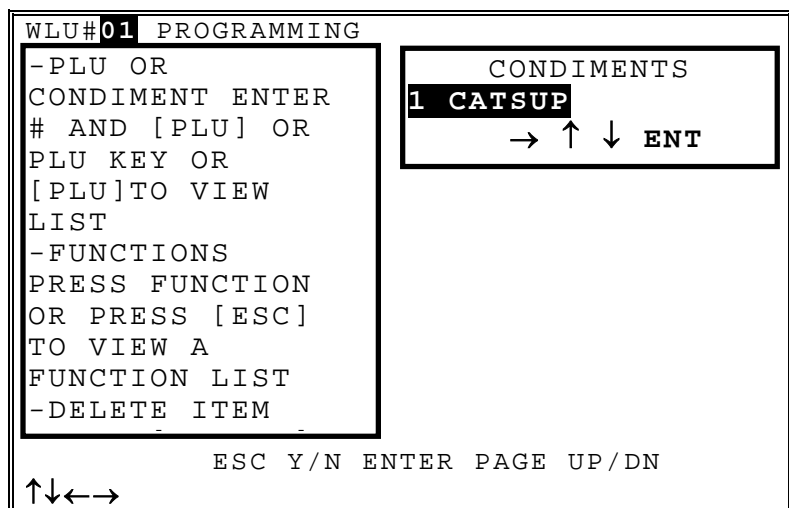 WLU#01 PROGRAMMING
-PLU OR
CONDIMENT ENTER
# AND [PLU] OR
PLU KEY OR
[PLU]TO VIEW
LIST
-FUNCTIONS
PRESS FUNCTION
OR PRESS [ESC]
TO VIEW A
FUNCTION LIST
-DELETE ITEM
CONDIMENTS
1 CATSUP
→ ↑ ↓ ENT
ESC Y/N ENTER PAGE UP/DN
↑↓←→